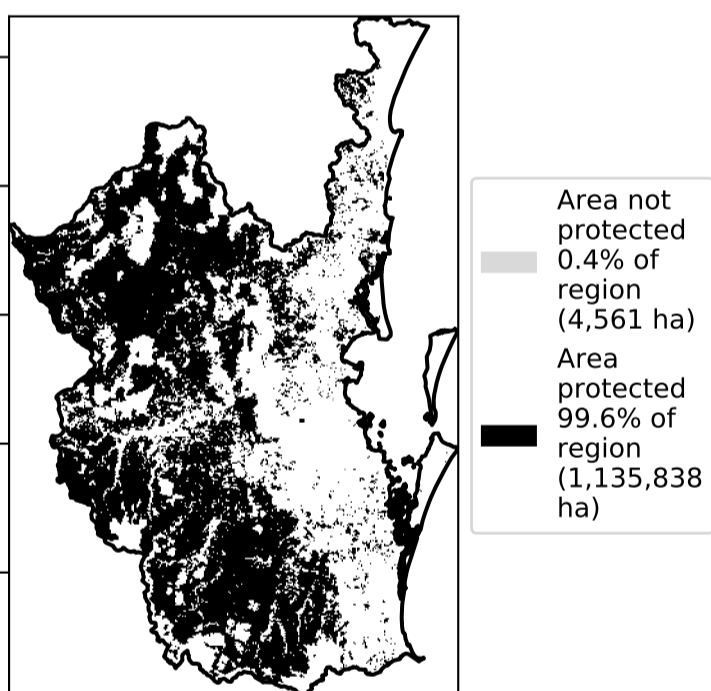 Area not
protected
0.4% of
region
(4,561 ha)
Area
protected
99.6% of
region
(1,135,838
ha)